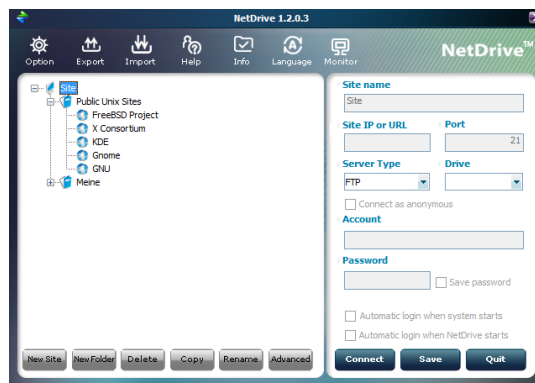 NetDrive 1.2.0.3
Option Export Import Help Info Language Monitor
NetDrive™
Site
Public Unix Sites
FreeBSD Project
X Consortium
KDE
Gnome
GNU
Meine
New Site New Folder Delete Copy Rename Advanced
Site name
Site
Site IP or URL Port
21
Server Type Drive
FTP
Connect as anonymous
Account
Password
Save password
Automatic login when system starts
Automatic login when NetDrive starts
Connect Save Quit